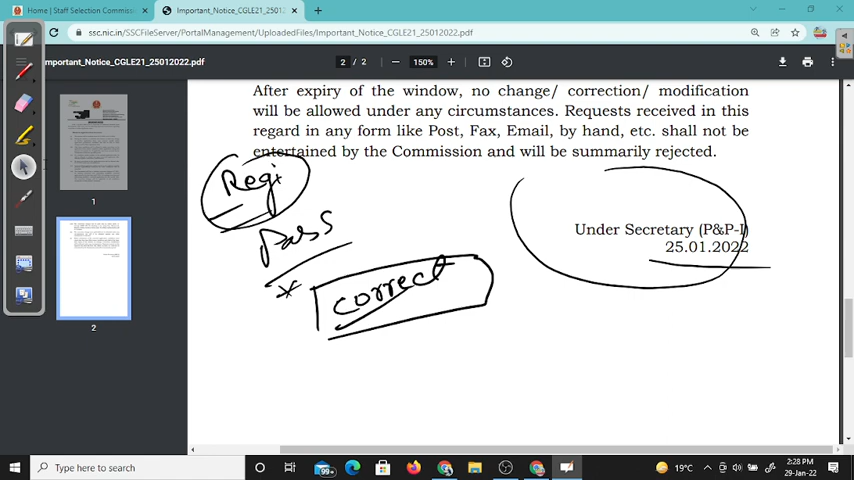 Home | Staff Selection Commissi
Important_Notice_CGLE21_25012
ssc.nic.in/SSCFileServer/PortalManagement/UploadedFiles/Important_Notice_CGLE21_25012022.pdf
mportant_Notice_CGLE21_25012022.pdf
2 / 2
150%
After expiry of the window, no change/ correction/ modification
will be allowed under any circumstances. Requests received in this
regard in any form like Post, Fax, Email, by hand, etc. shall not be
entertained by the Commission and will be summarily rejected.
Regi
Pass
Under Secretary (P&P-I)
25.01.2022
* correct
1
2
Type here to search
99+
19°C
2:28 PM
29-Jan-22